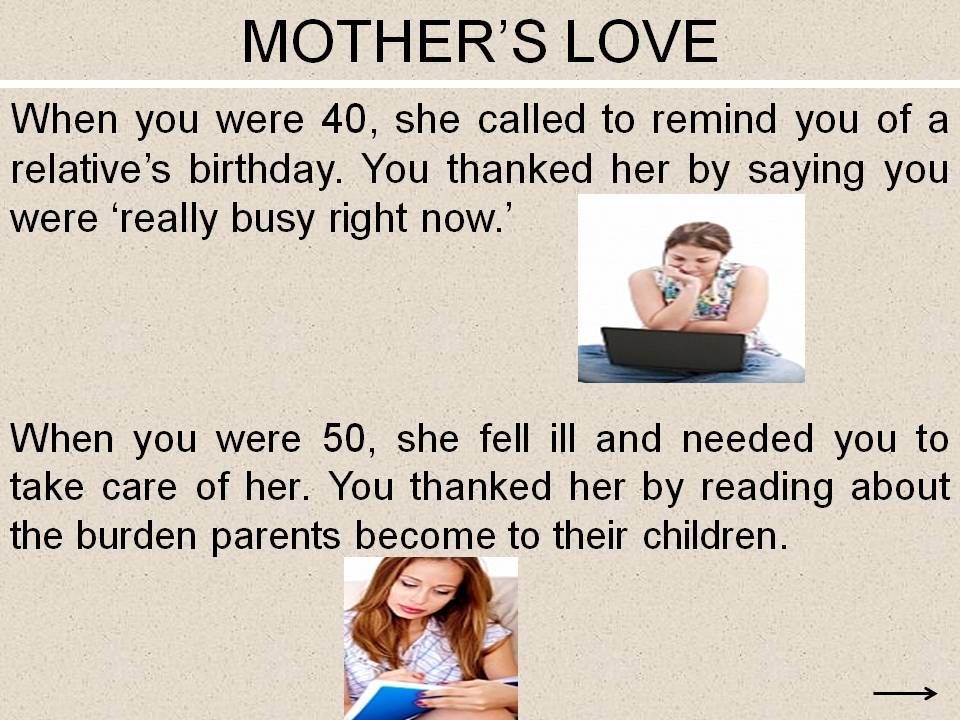 MOTHER’S LOVE
When you were 40, she called to remind you of a
relative’s birthday. You thanked her by saying you
were ‘really busy right now.’
When you were 50, she fell ill and needed you to
take care of her. You thanked her by reading about
the burden parents become to their children.